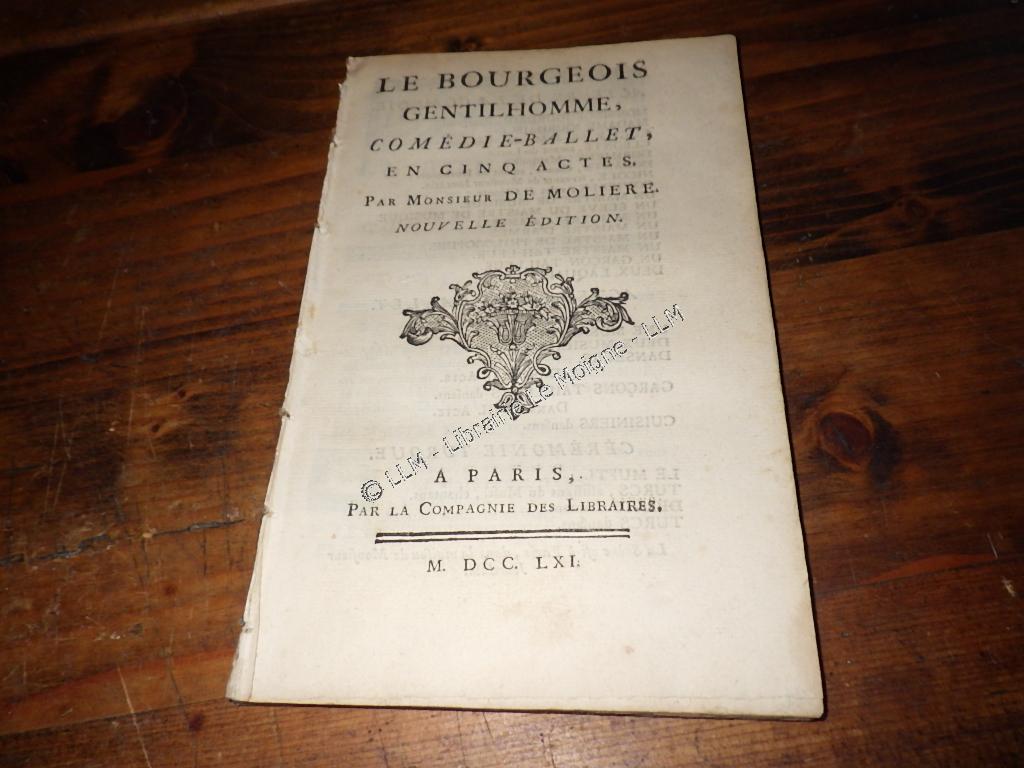 LE BOURGEOIS
GENTILHOMME,
COMÉDIE-BALLET,
EN CINQ ACTES.
PAR MONSIEUR DE MOLIERE.
NOUVELLE ÉDITION.
© LLM - Librairie Le Moigne - LLM
A PARIS,
PAR LA COMPAGNIE DES LIBRAIRES.
M. DCC. LXI.